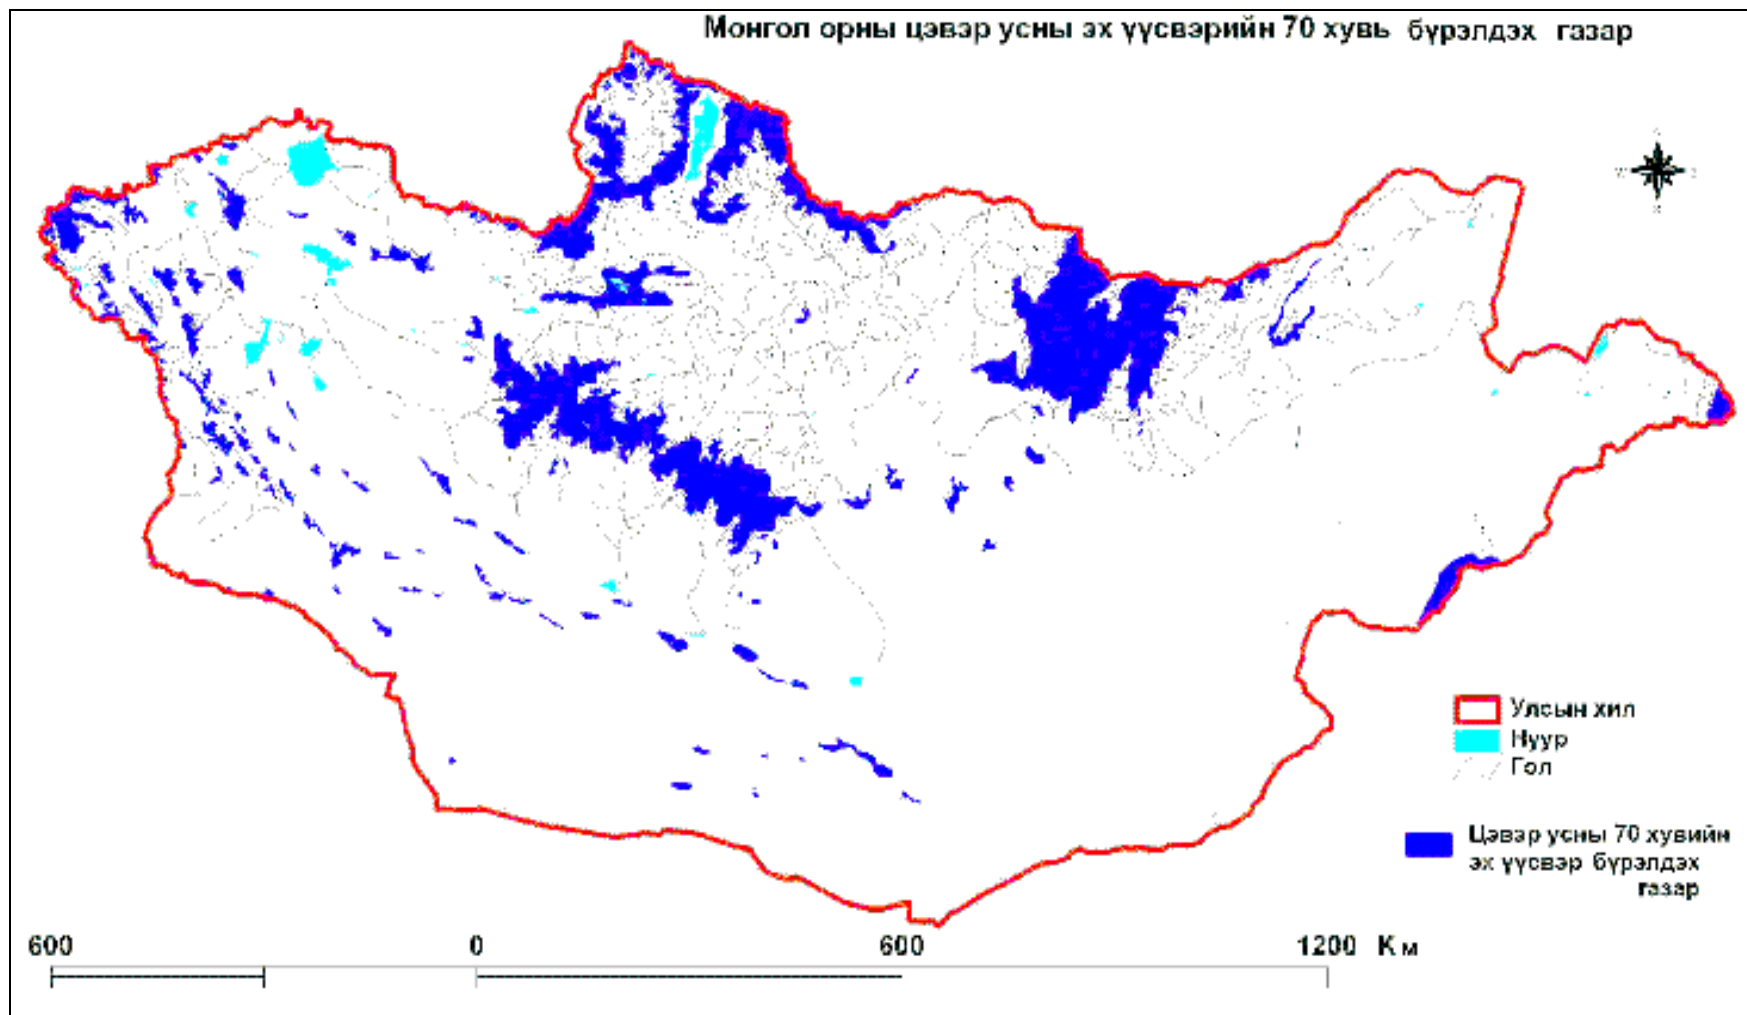 Монгол орны цэвэр усны эх үүсвэрийн 70 хувь бүрэлдэх газар
Улсын хил
Нуур
Гол
Цэвэр усны 70 хувийн
эх үүсвэр бүрэлдэх
газар
600 0 600 1200 Км